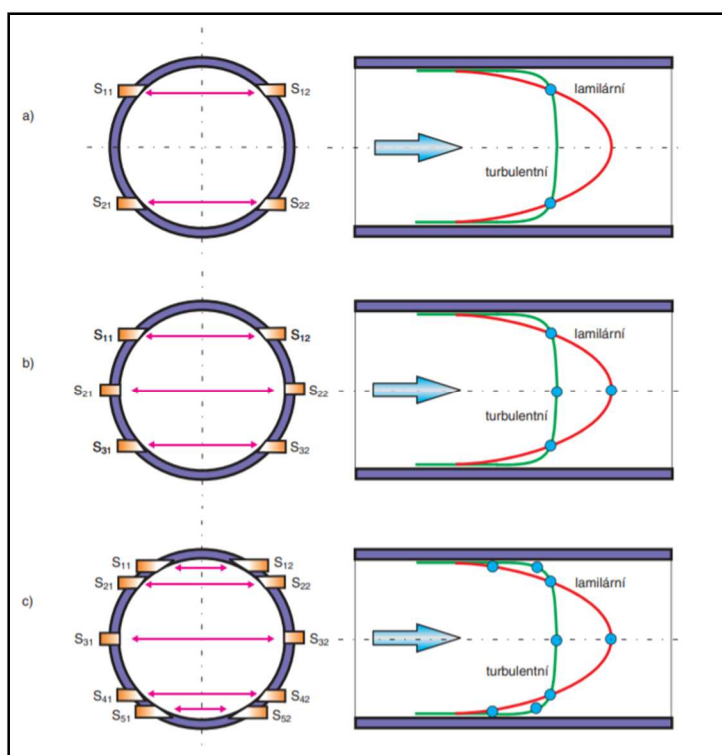 a)
S11 S12
S21 S22
lamilární
turbulentní
b)
S11 S12
S21 S22
S31 S32
lamilární
turbulentní
c)
S11 S12
S21 S22
S31 S32
S41 S42
S51 S52
lamilární
turbulentní